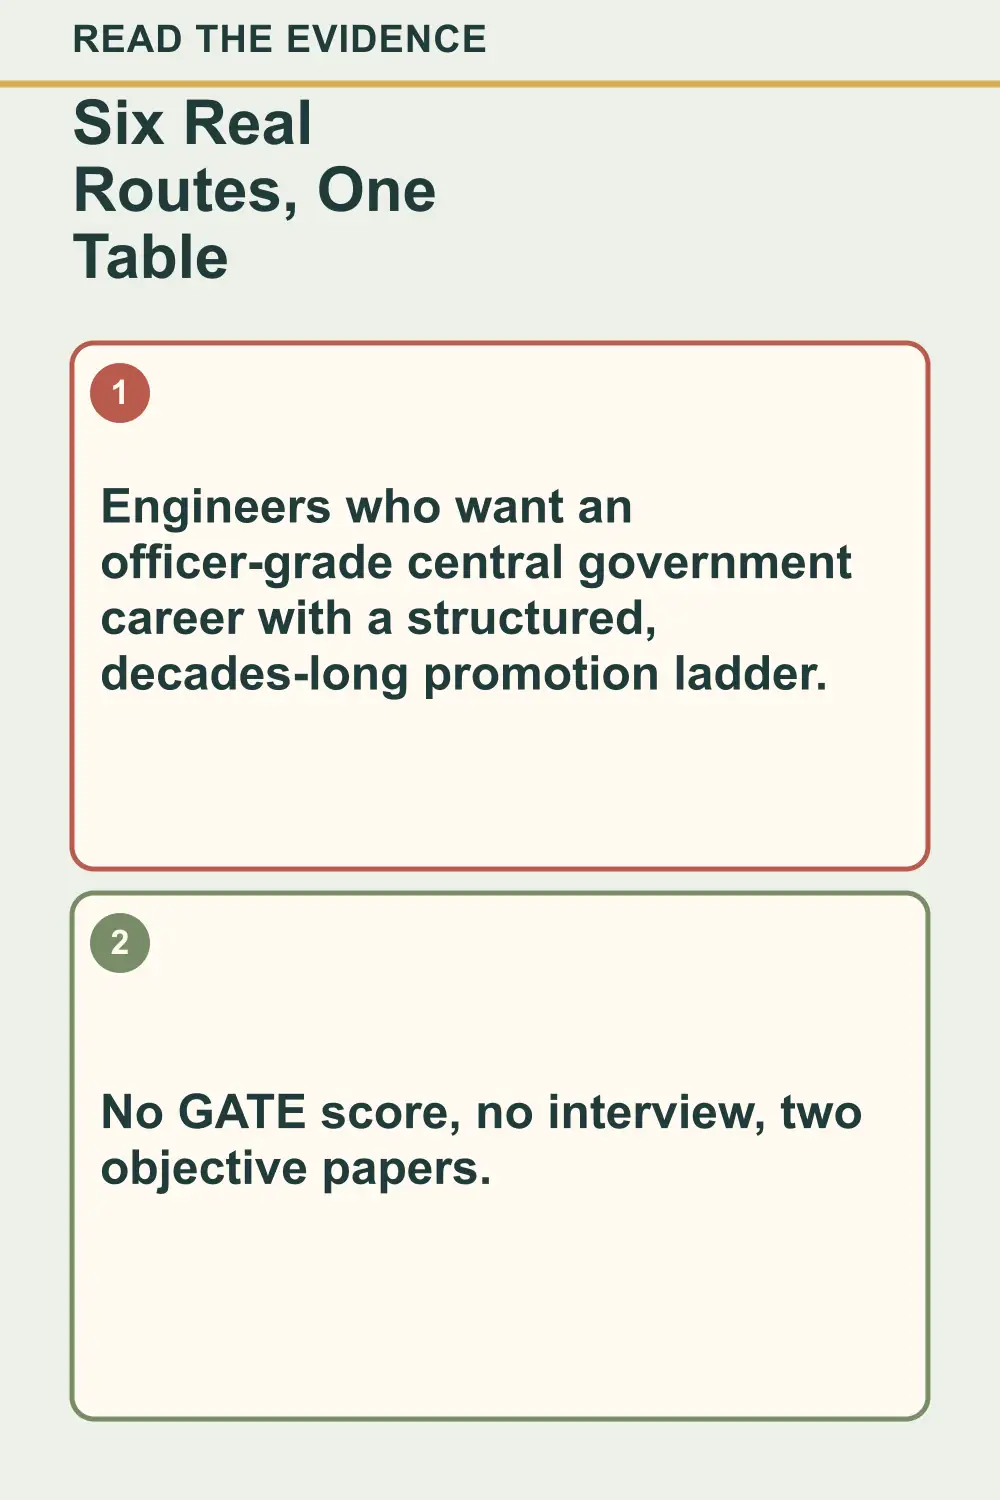 READ THE EVIDENCE
Six Real
Routes, One
Table
1
Engineers who want an
officer-grade central government
career with a structured,
decades-long promotion ladder.
2
No GATE score, no interview, two
objective papers.